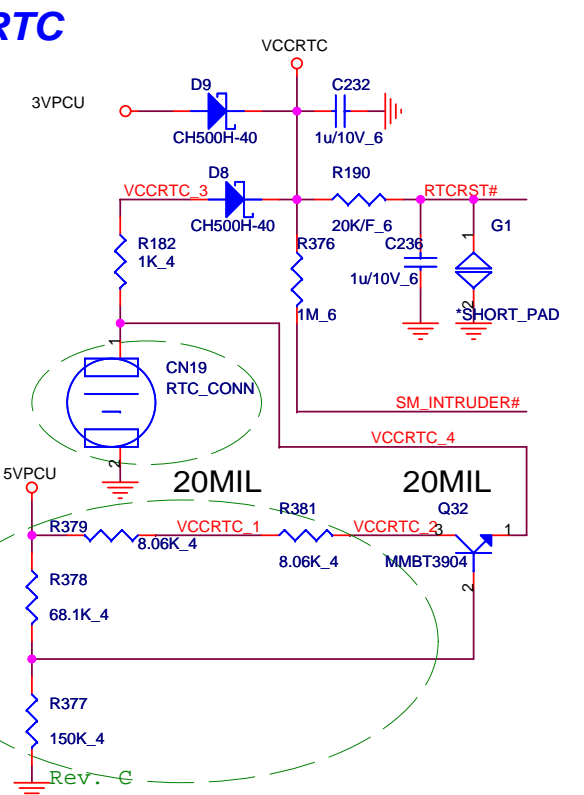 RTC
VCCRTC
D9
C232
3VPCU
CH500H-40
1u/10V_6
D8
R190
VCCRTC_3
RTCRST#
CH500H-40
20K/F_6
G1
R182
1K_4
R376
C236
1
1u/10V_6
2
1M_6
*SHORT_PAD
1
CN19
RTC_CONN
SM_INTRUDER#
VCCRTC_4
2
5VPCU
20MIL
20MIL
R379
VCCRTC_1
R381
VCCRTC_2
Q32
3
1
8.06K_4
8.06K_4
MMBT3904
R378
2
68.1K_4
R377
150K_4
Rev. C